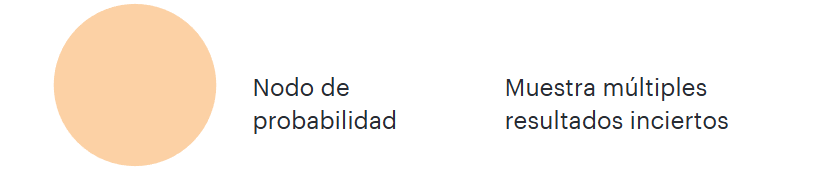 Nodo de
probabilidad
Muestra múltiples
resultados inciertos